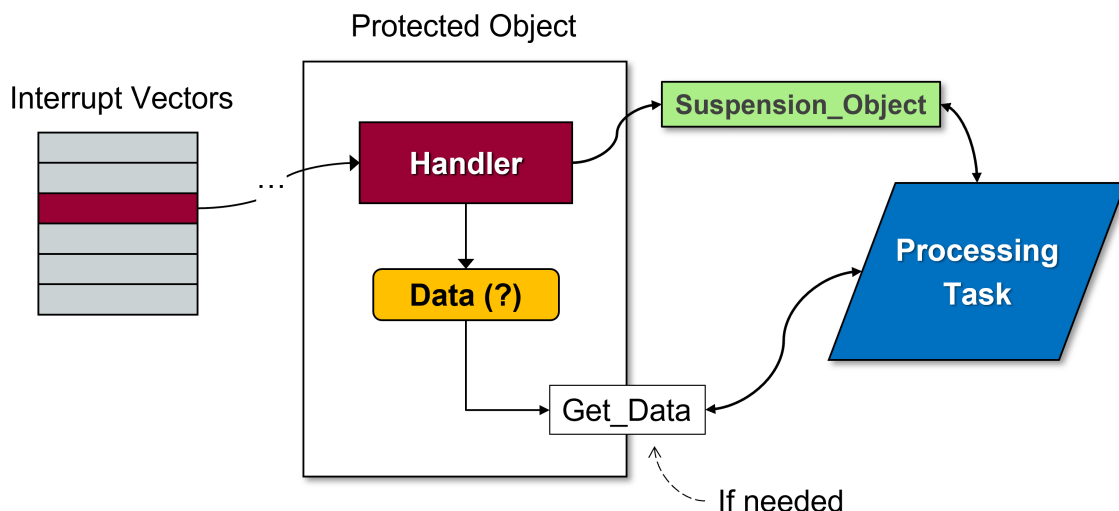 Protected Object
Interrupt Vectors
...
Handler
Suspension_Object
Data (?)
Processing
Task
Get_Data
If needed